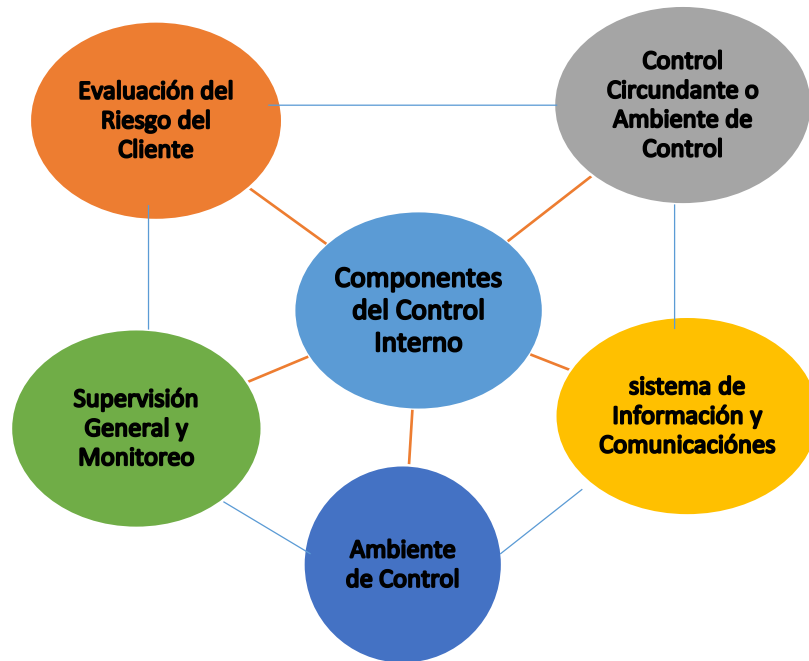 Evaluación del
Riesgo del
Cliente
Control
Circundante o
Ambiente de
Control
Componentes
del Control
Interno
Supervisión
General y
Monitoreo
sistema de
Información y
Comunicaciónes
Ambiente
de Control